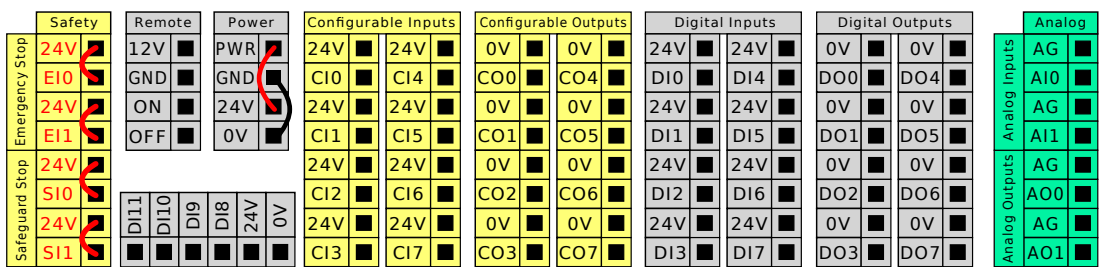 Safety
Emergency Stop
24V
EI0
24V
EI1
Safeguard Stop
24V
SI0
24V
SI1
Remote
12V
GND
ON
OFF
Power
PWR
GND
24V
0V
DI11 DI10 DI9 DI8 24V 0V
Configurable Inputs
24V 24V
CI0 CI4
24V 24V
CI1 CI5
24V 24V
CI2 CI6
24V 24V
CI3 CI7
Configurable Outputs
0V 0V
CO0 CO4
0V 0V
CO1 CO5
0V 0V
CO2 CO6
0V 0V
CO3 CO7
Digital Inputs
24V 24V
DI0 DI4
24V 24V
DI1 DI5
24V 24V
DI2 DI6
24V 24V
DI3 DI7
Digital Outputs
0V 0V
DO0 DO4
0V 0V
DO1 DO5
0V 0V
DO2 DO6
0V 0V
DO3 DO7
Analog
Analog Inputs
AG
AI0
AG
AI1
Analog Outputs
AG
AO0
AG
AO1